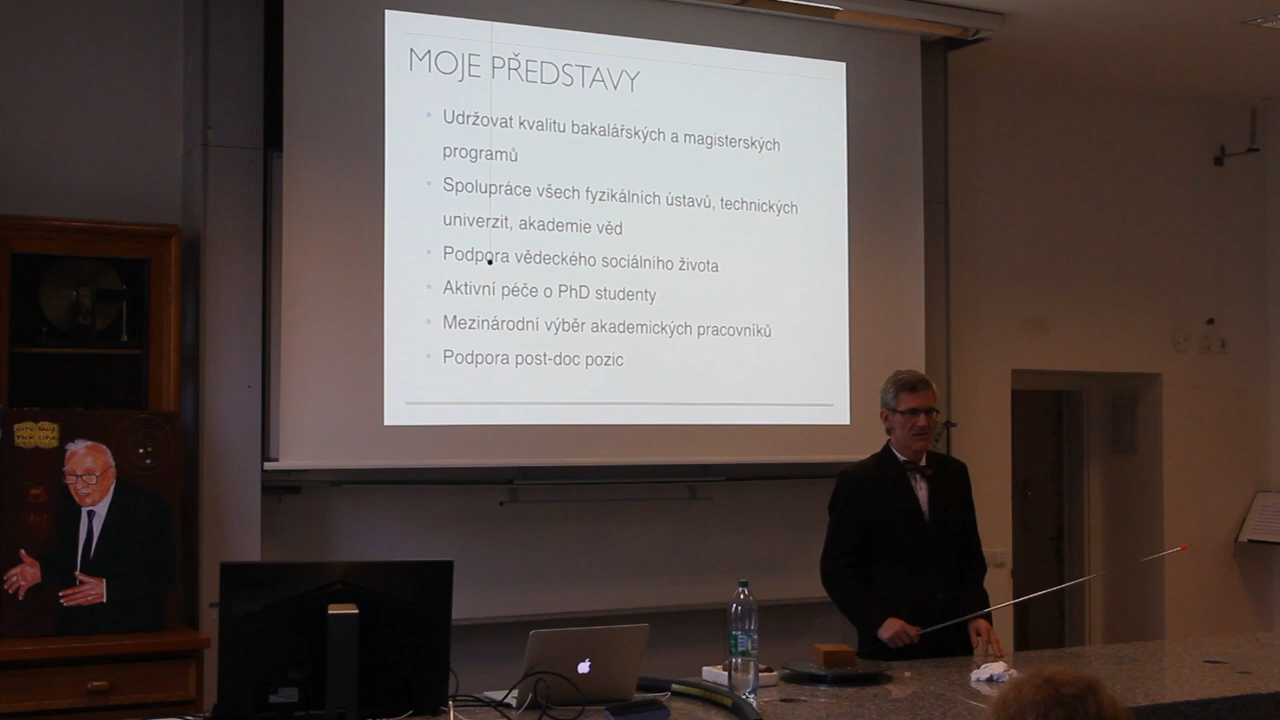 MOJE PŘEDSTAVY
Udržovat kvalitu bakalářských a magisterských
programů
Spolupráce všech fyzikálních ústavů, technických
univerzit, akademie věd
Podpora vědeckého sociálního života
Aktivní péče o PhD studenty
Mezinárodní výběr akademických pracovníků
Podpora post-doc pozic